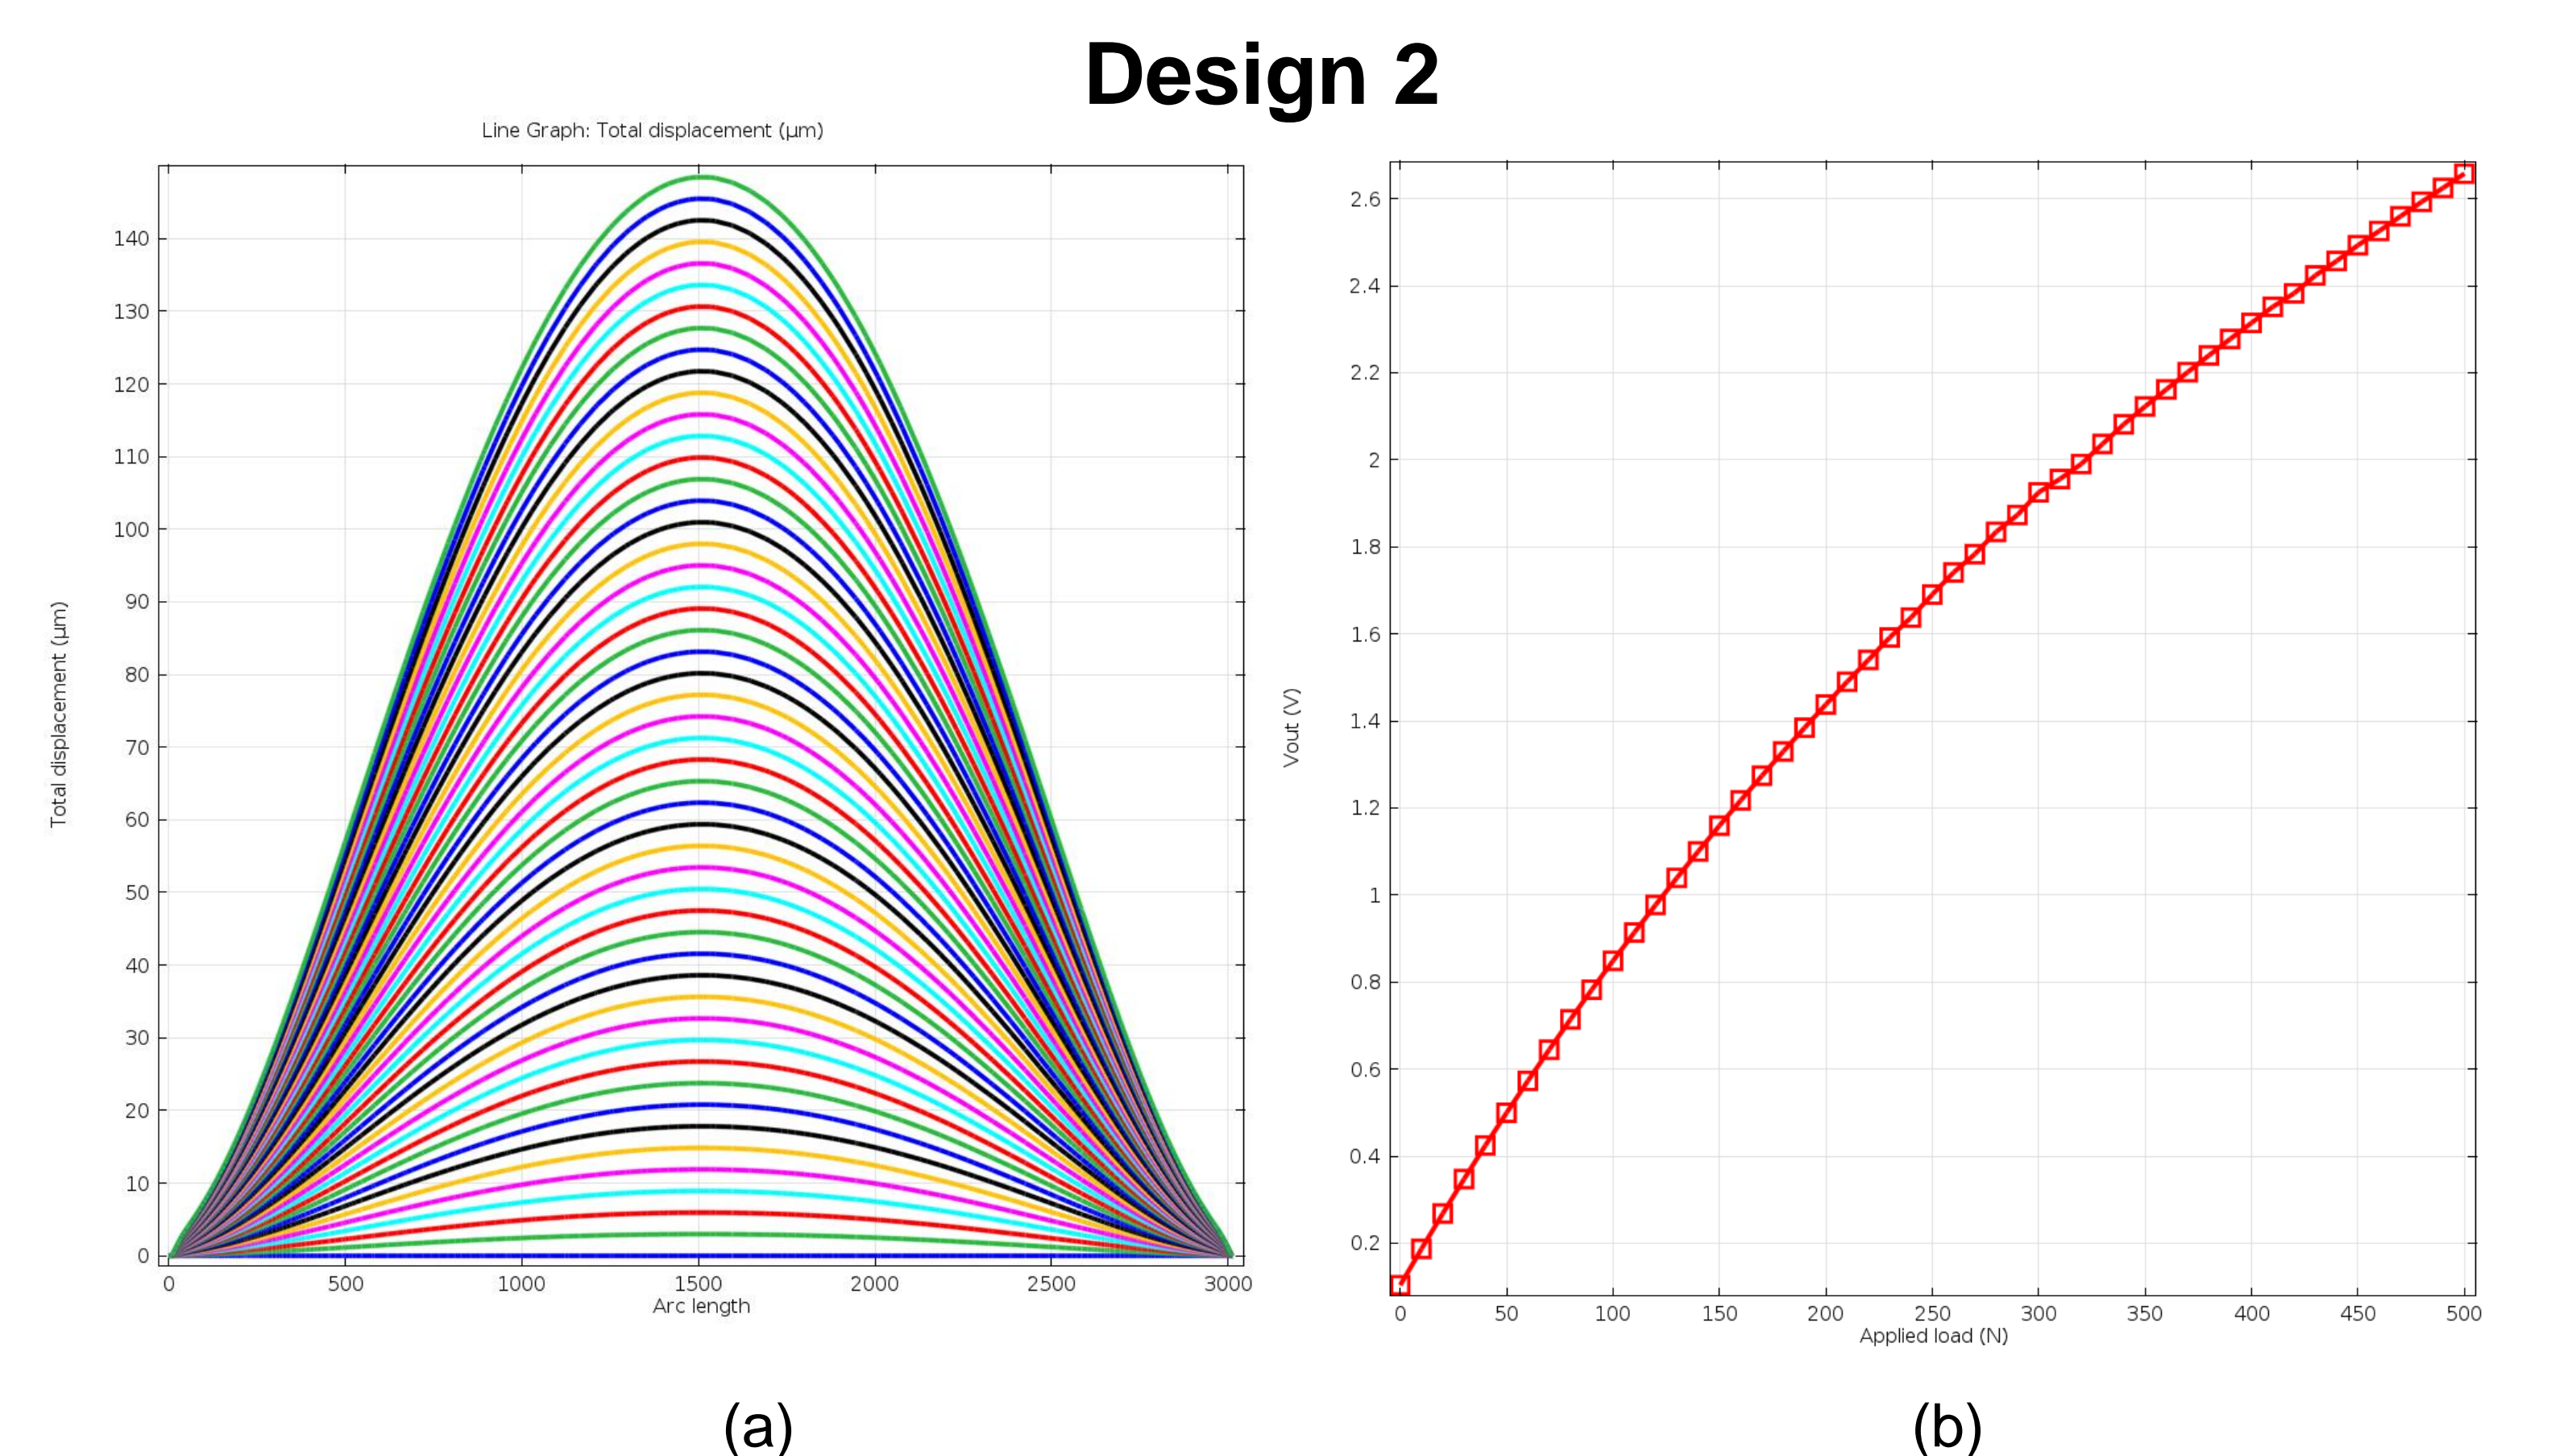 Design 2
Line Graph: Total displacement (µm)
Total displacement (µm)
140
130
120
110
100
90
80
70
60
50
40
30
20
10
0
0 500 1000 1500 2000 2500 3000
Arc length
(a)
Vout (V)
2.6
2.4
2.2
2
1.8
1.6
1.4
1.2
1
0.8
0.6
0.4
0.2
0 50 100 150 200 250 300 350 400 450 500
Applied load (N)
(b)